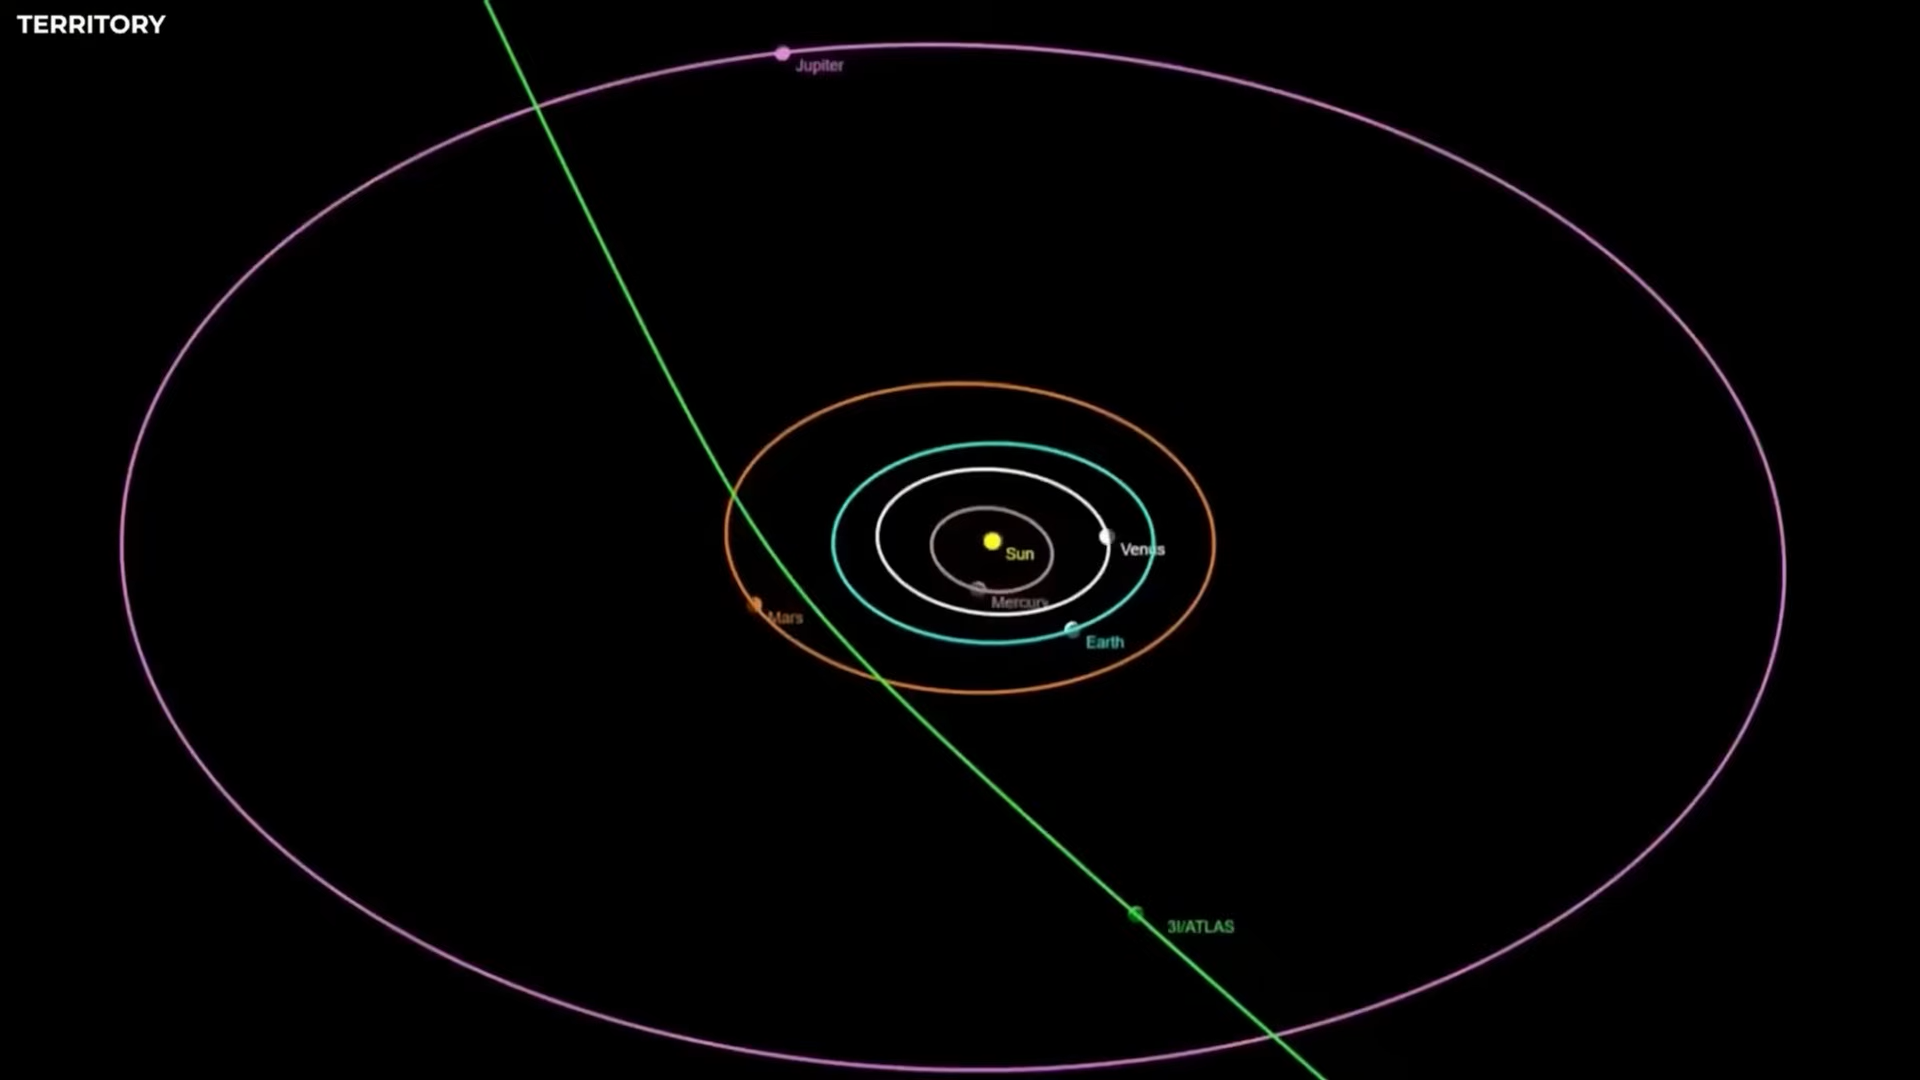 TERRITORY
Jupiter
Sun
Venus
Mercury
Mars
Earth
3I/ATLAS